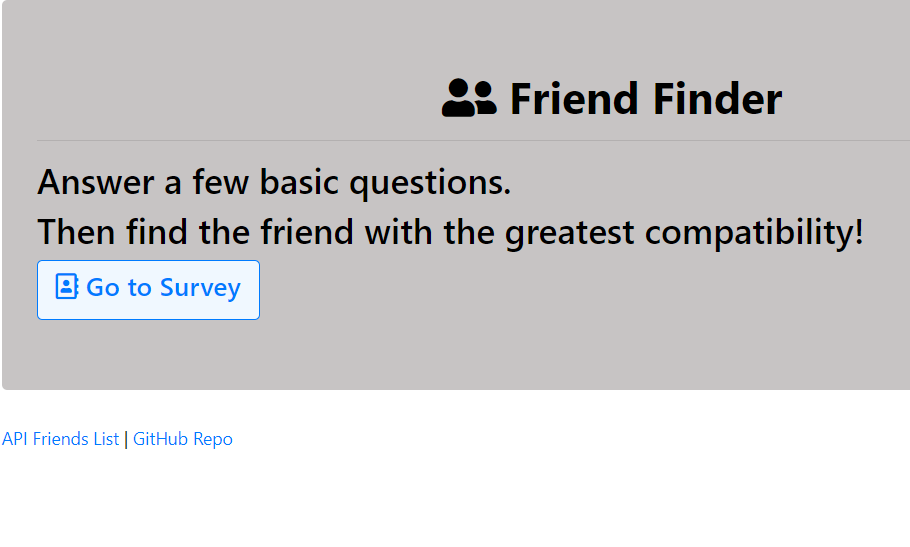 Friend Finder
Answer a few basic questions.
Then find the friend with the greatest compatibility!
Go to Survey
API Friends List | GitHub Repo